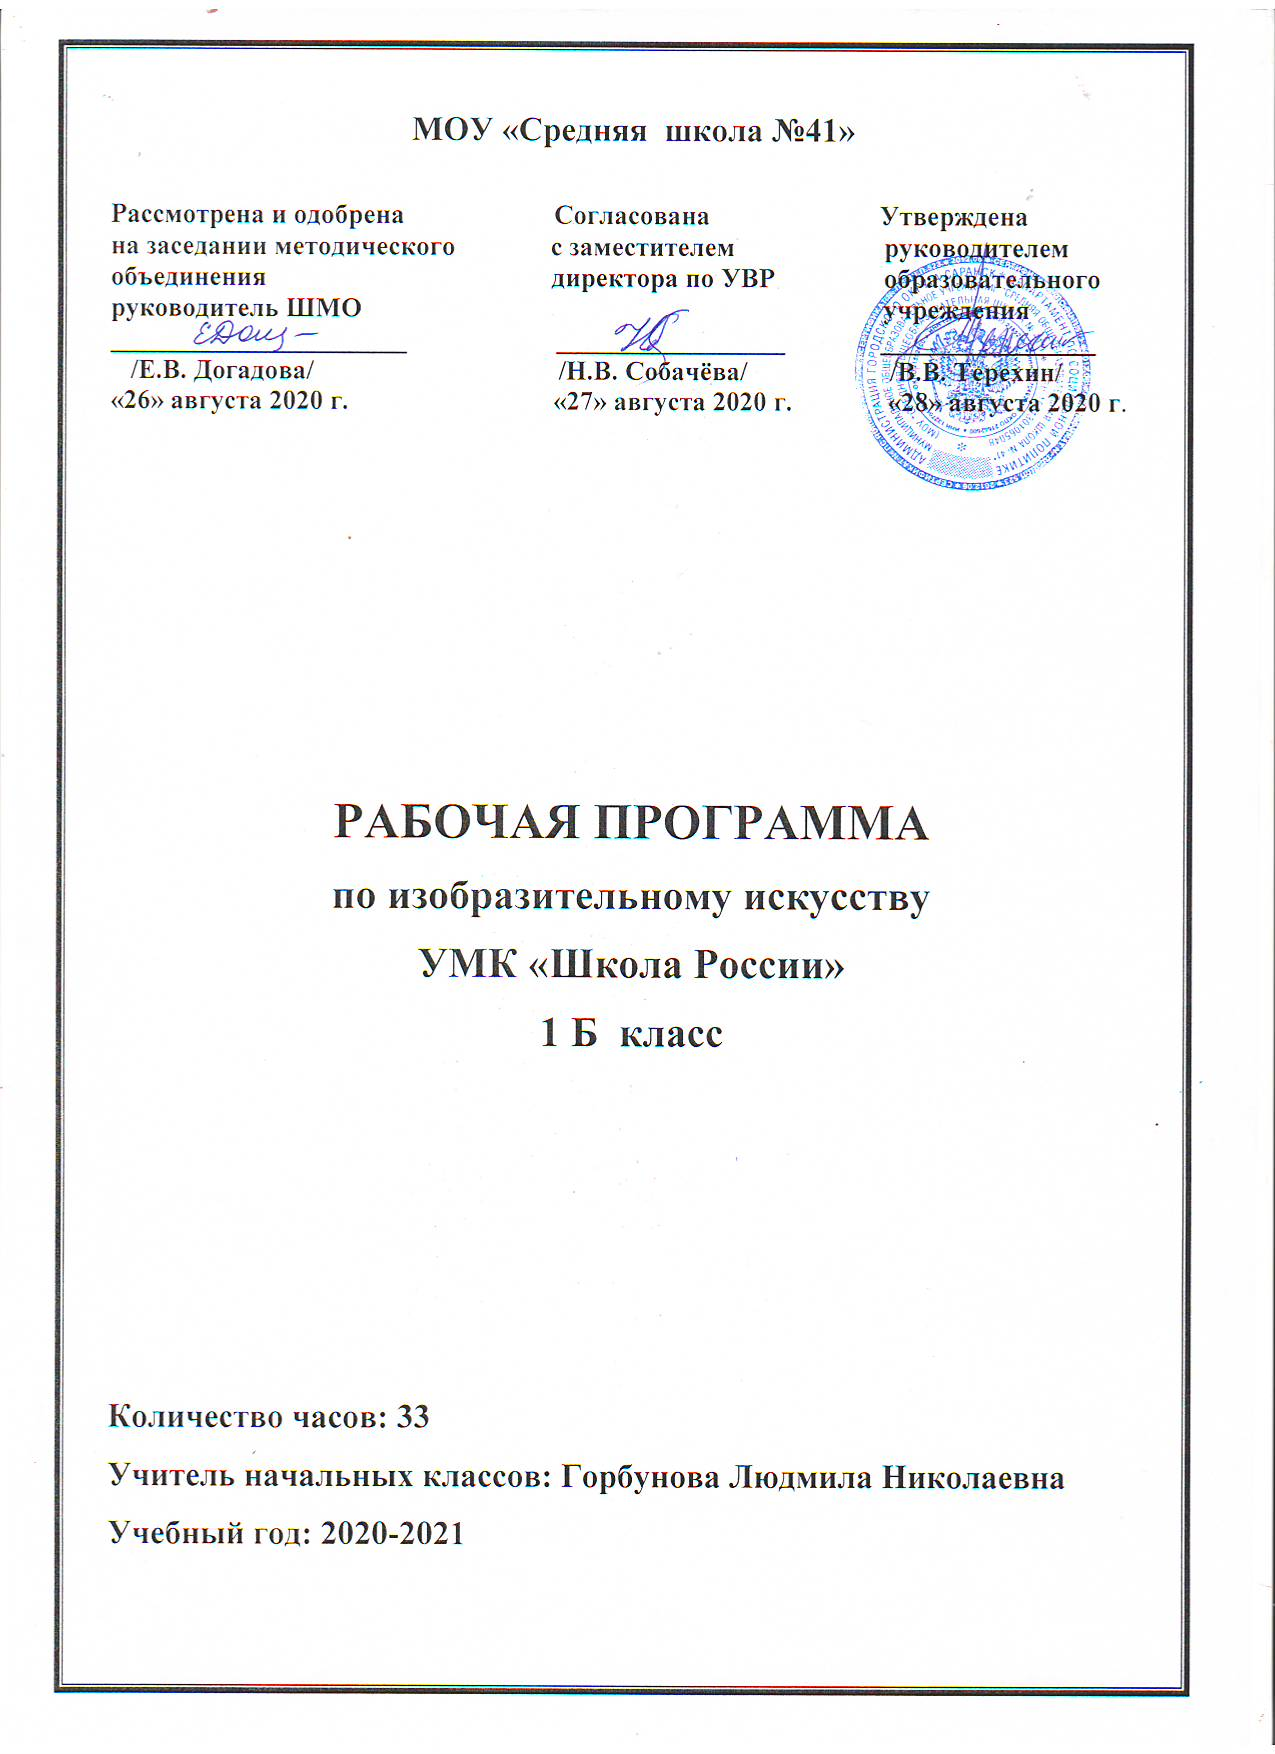 МОУ «Средняя школа №41»
Рассмотрена и одобрена
на заседании методического
объединения
руководитель ШМО
/Е.В. Догадова/
«26» августа 2020 г.
Согласована
с заместителем
директора по УВР
/Н.В. Собачёва/
«27» августа 2020 г.
Утверждена
руководителем
образовательного
учреждения
/В.В. Терехин/
«28» августа 2020 г.
РАБОЧАЯ ПРОГРАММА
по изобразительному искусству
УМК «Школа России»
1 Б класс
Количество часов: 33
Учитель начальных классов: Горбунова Людмила Николаевна
Учебный год: 2020-2021